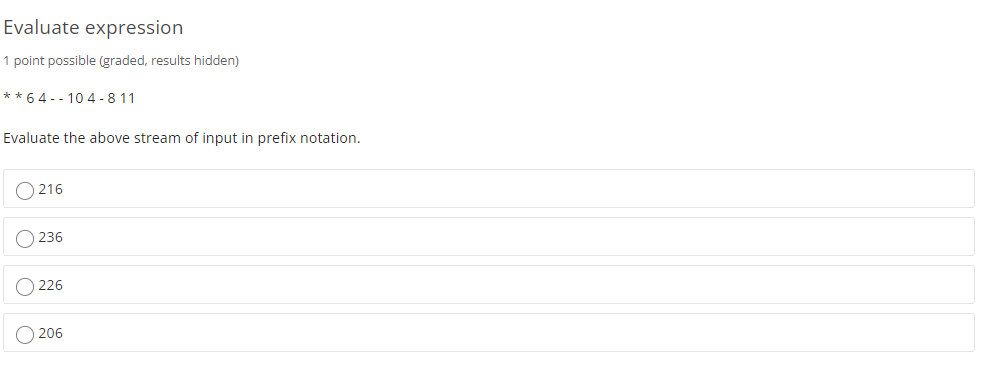 Evaluate expression
1 point possible (graded, results hidden)
* * 6 4 - - 10 4 - 8 11
Evaluate the above stream of input in prefix notation.
216
236
226
206